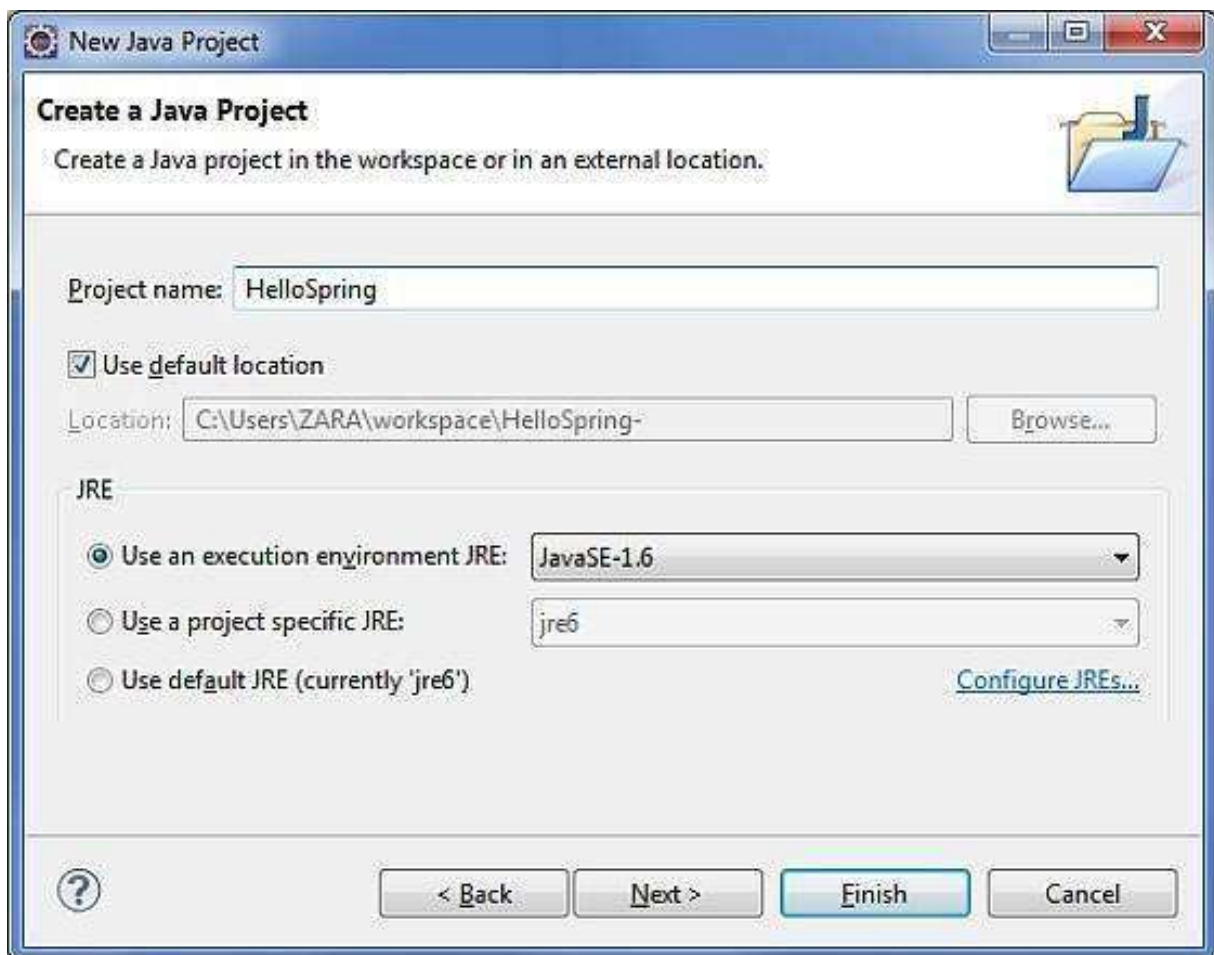 New Java Project
Create a Java Project
Create a Java project in the workspace or in an external location.
Project name: HelloSpring
Use default location
Location: C:\Users\ZARA\workspace\HelloSpring- Browse...
JRE
Use an execution environment JRE: JavaSE-1.6
Use a project specific JRE: jre6
Use default JRE (currently 'jre6') Configure JREs...
? < Back Next > Finish Cancel